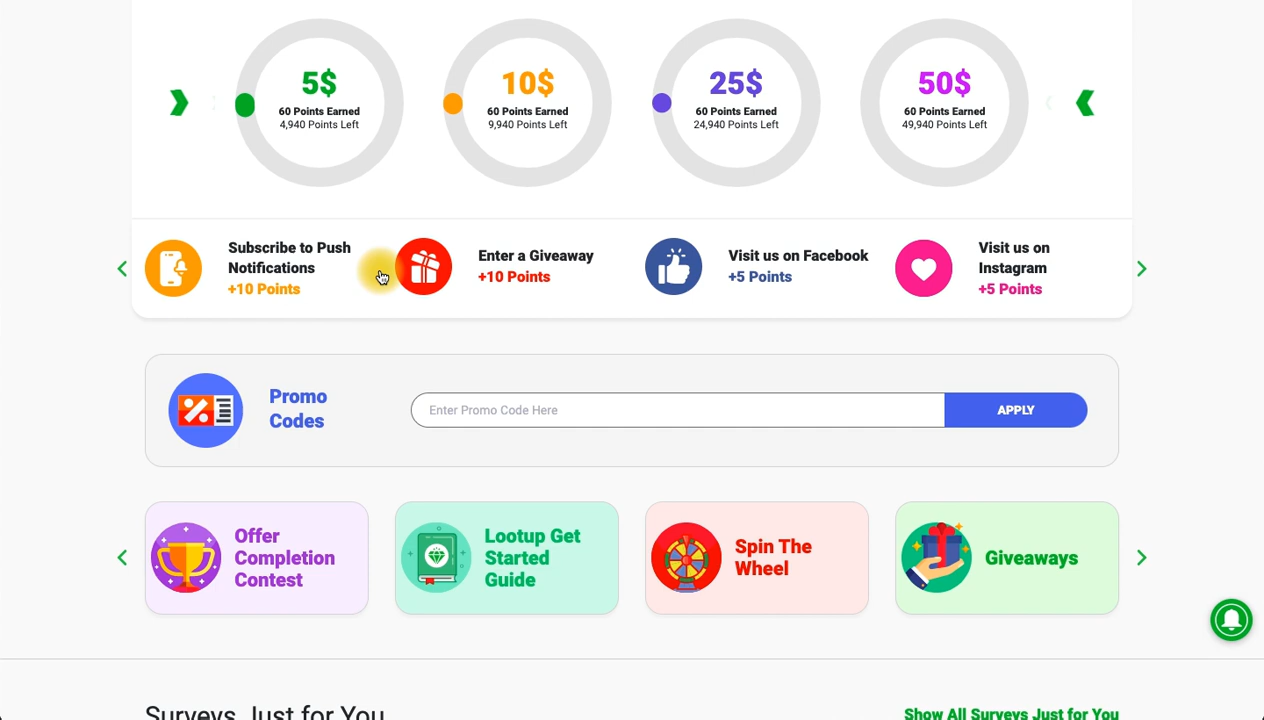 5$
60 Points Earned
4,940 Points Left
10$
60 Points Earned
9,940 Points Left
25$
60 Points Earned
24,940 Points Left
50$
60 Points Earned
49,940 Points Left
Subscribe to Push
Notifications
+10 Points
Enter a Giveaway
+10 Points
Visit us on Facebook
+5 Points
Visit us on
Instagram
+5 Points
Promo
Codes
Enter Promo Code Here
APPLY
Offer
Completion
Contest
Lootup Get
Started
Guide
Spin The
Wheel
Giveaways
Surveys Just for You
Show All Surveys Just for You